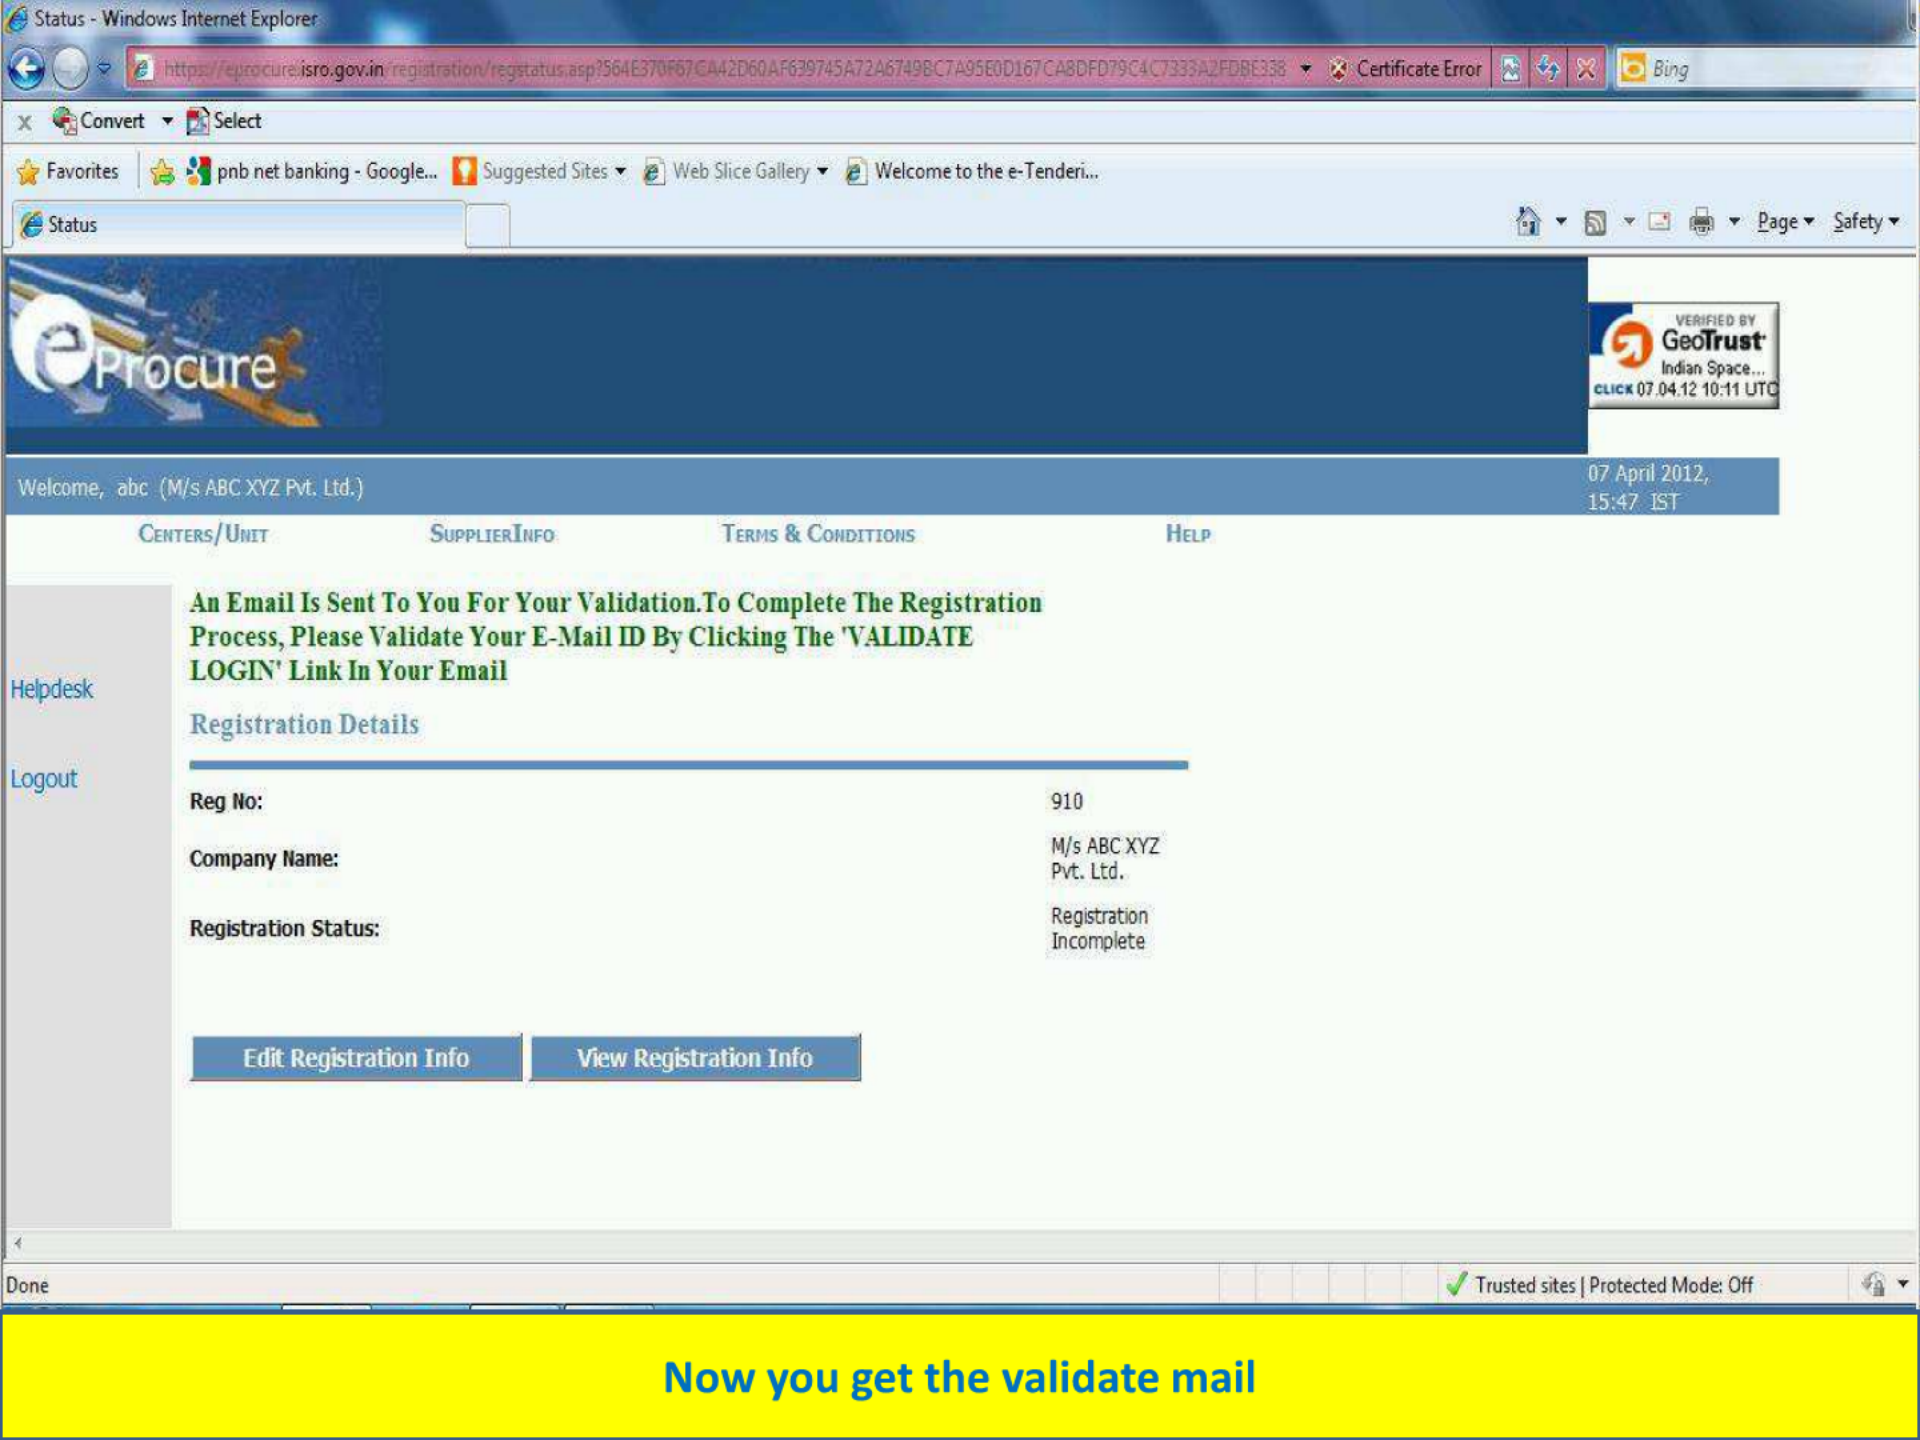 Status - Windows Internet Explorer
https://eprocure.isro.gov.in/registration/regstatus.asp?564E370F67CA42D60AF639745A72A6749BC7A95E0D167CA8DFD79C4C7333A2FDBE338
Certificate Error
Bing
x Convert Select
Favorites pnb net banking - Google... Suggested Sites Web Slice Gallery Welcome to the e-Tenderi...
Status
Page Safety
eProcure
VERIFIED BY
GeoTrust
Indian Space...
CLICK 07.04.12 10:11 UTC
Welcome, abc (M/s ABC XYZ Pvt. Ltd.)
07 April 2012,
15:47 IST
CENTERS/UNIT SUPPLIERINFO TERMS & CONDITIONS HELP
An Email Is Sent To You For Your Validation.To Complete The Registration
Process, Please Validate Your E-Mail ID By Clicking The 'VALIDATE
LOGIN' Link In Your Email
Helpdesk
Registration Details
Logout
Reg No: 910
Company Name: M/s ABC XYZ
Pvt. Ltd.
Registration Status: Registration
Incomplete
Edit Registration Info View Registration Info
Done
Trusted sites | Protected Mode: Off
Now you get the validate mail